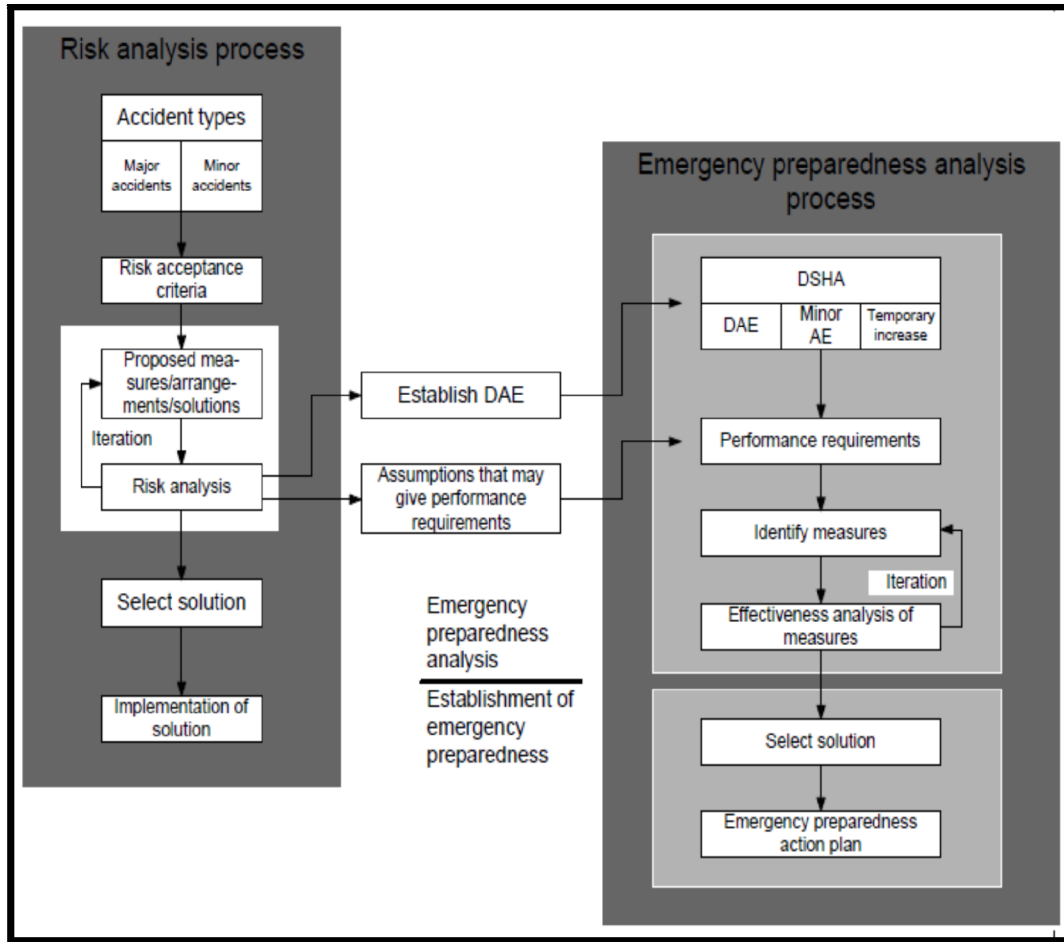 Risk analysis process
Accident types
Major
accidents
Minor
accidents
Risk acceptance
criteria
Proposed mea-
sures/arrange-
ments/solutions
Iteration
Risk analysis
Select solution
Implementation of
solution
Establish DAE
Assumptions that may
give performance
requirements
Emergency
preparedness
analysis
Establishment of
emergency
preparedness
Emergency preparedness analysis
process
DSHA
DAE
Minor
AE
Temporary
increase
Performance requirements
Identify measures
Iteration
Effectiveness analysis of
measures
Select solution
Emergency preparedness
action plan